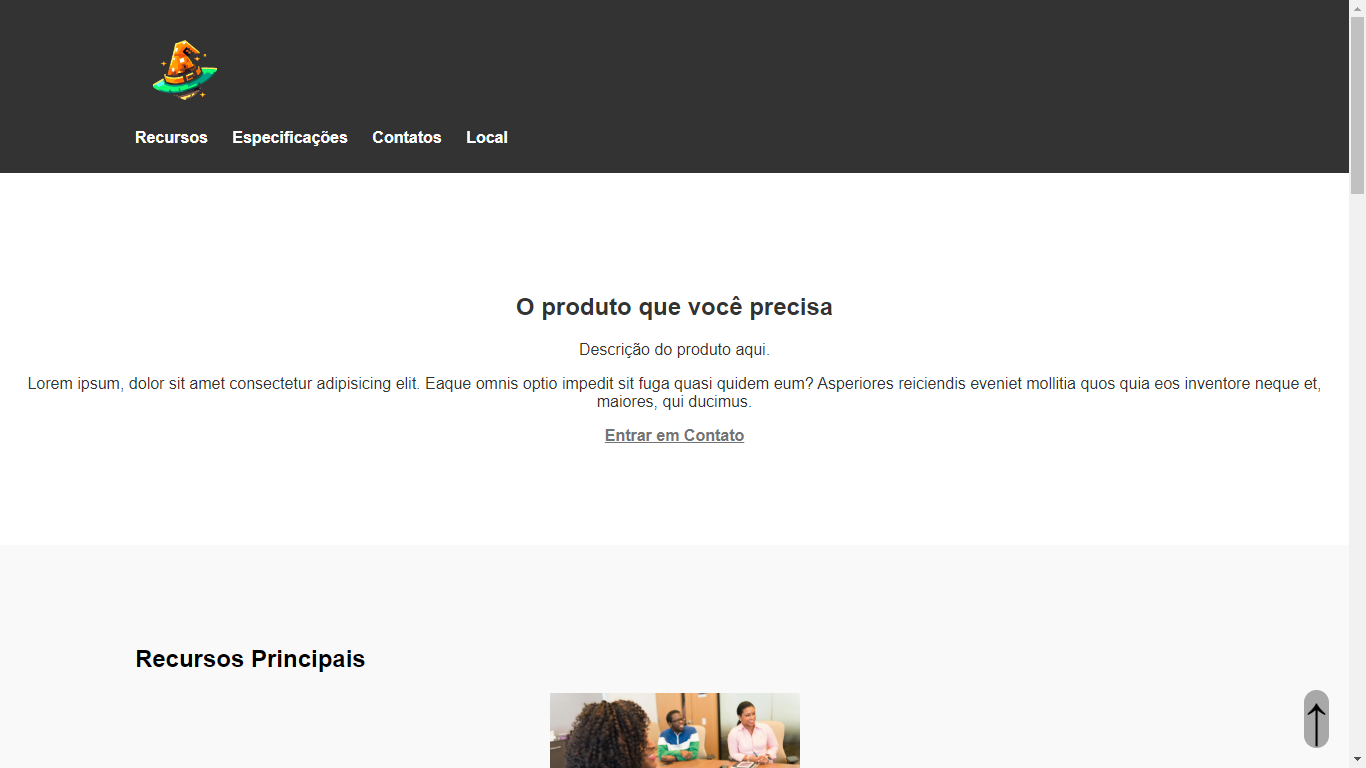 Recursos Especificações Contatos Local
O produto que você precisa
Descrição do produto aqui.
Lorem ipsum, dolor sit amet consectetur adipisicing elit. Eaque omnis optio impedit sit fuga quasi quidem eum? Asperiores reiciendis eveniet mollitia quos quia eos inventore neque et,
maiores, qui ducimus.
Entrar em Contato
Recursos Principais